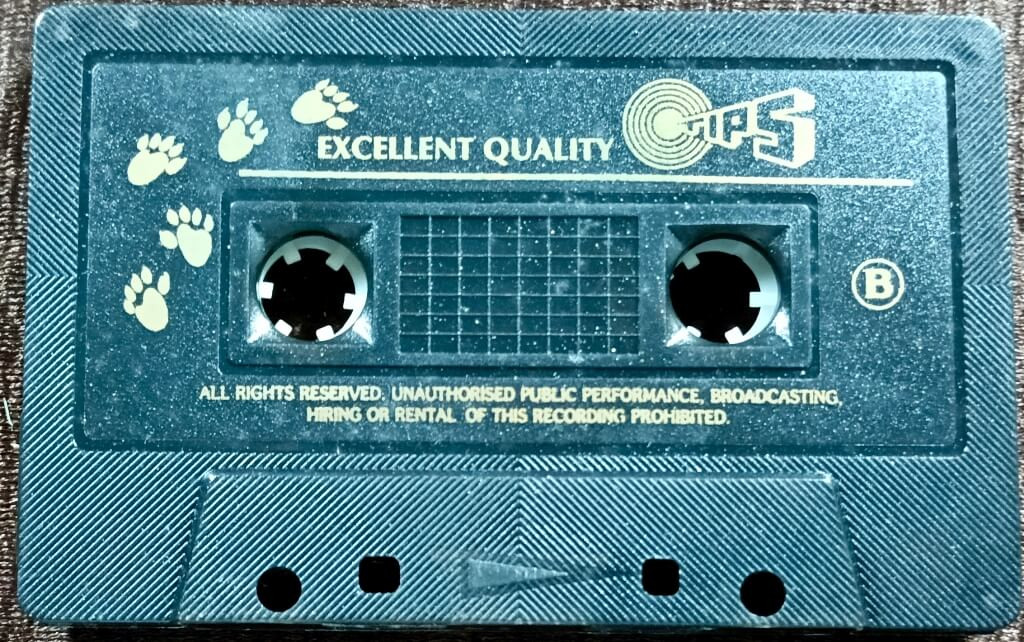 EXCELLENT QUALITY
TIPS
B
ALL RIGHTS RESERVED. UNAUTHORISED PUBLIC PERFORMANCE, BROADCASTING,
HIRING OR RENTAL OF THIS RECORDING PROHIBITED.